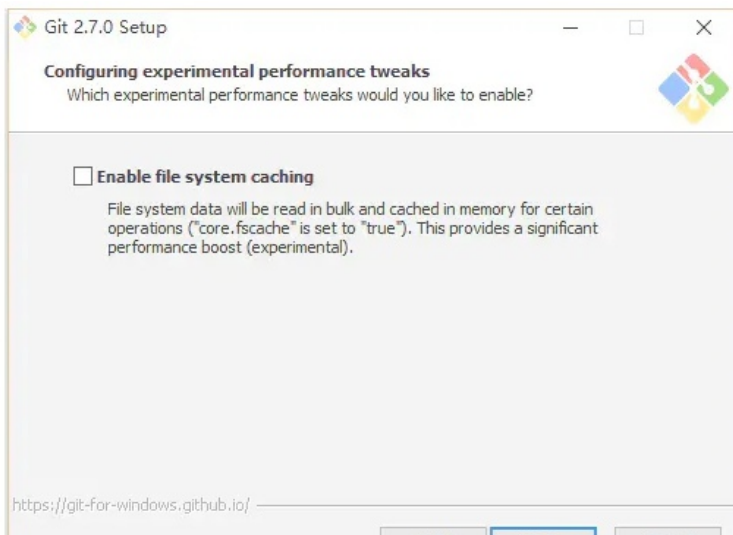 Git 2.7.0 Setup
Configuring experimental performance tweaks
Which experimental performance tweaks would you like to enable?
Enable file system caching
File system data will be read in bulk and cached in memory for certain
operations ("core.fscache" is set to "true"). This provides a significant
performance boost (experimental).
https://git-for-windows.github.io/